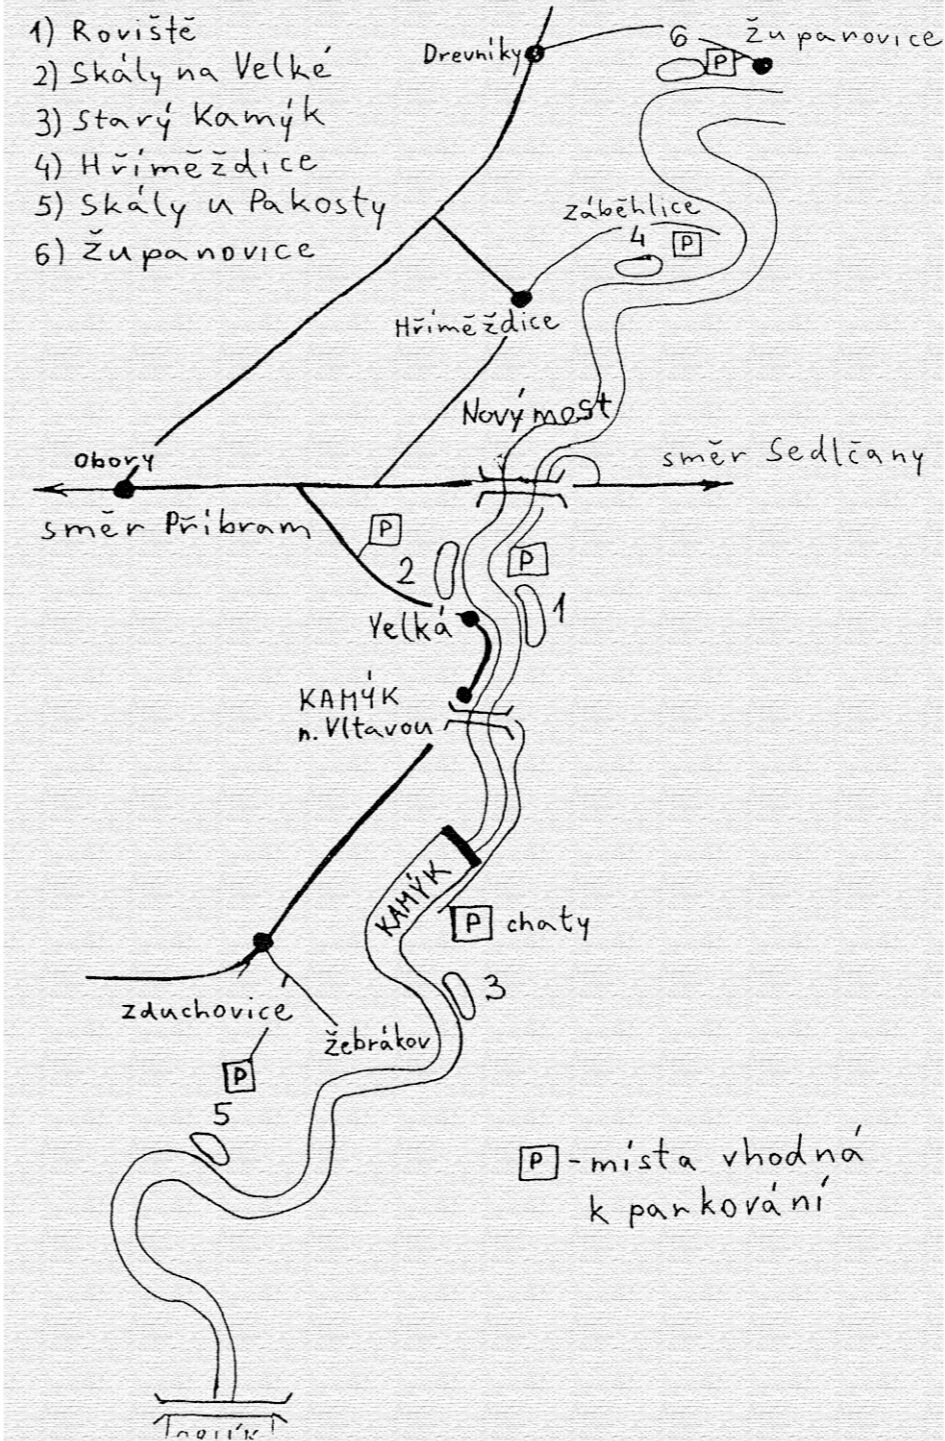 1) Roviště
2) Skály na Velké
3) Starý Kamýk
4) Hříměždice
5) Skály u Pakosty
6) Županovice
Drevníky
6
Županovice
P
Záběhlice
4
P
Hříměždice
Nový most
Obory
směr Sedlčany
směr Příbram
P
2
P
1
Velká
KAMÝK
n. Vltavou
KAMÝK
P chaty
3
Zduchovice
Žebrákov
P
5
P - místa vhodná
k parkování